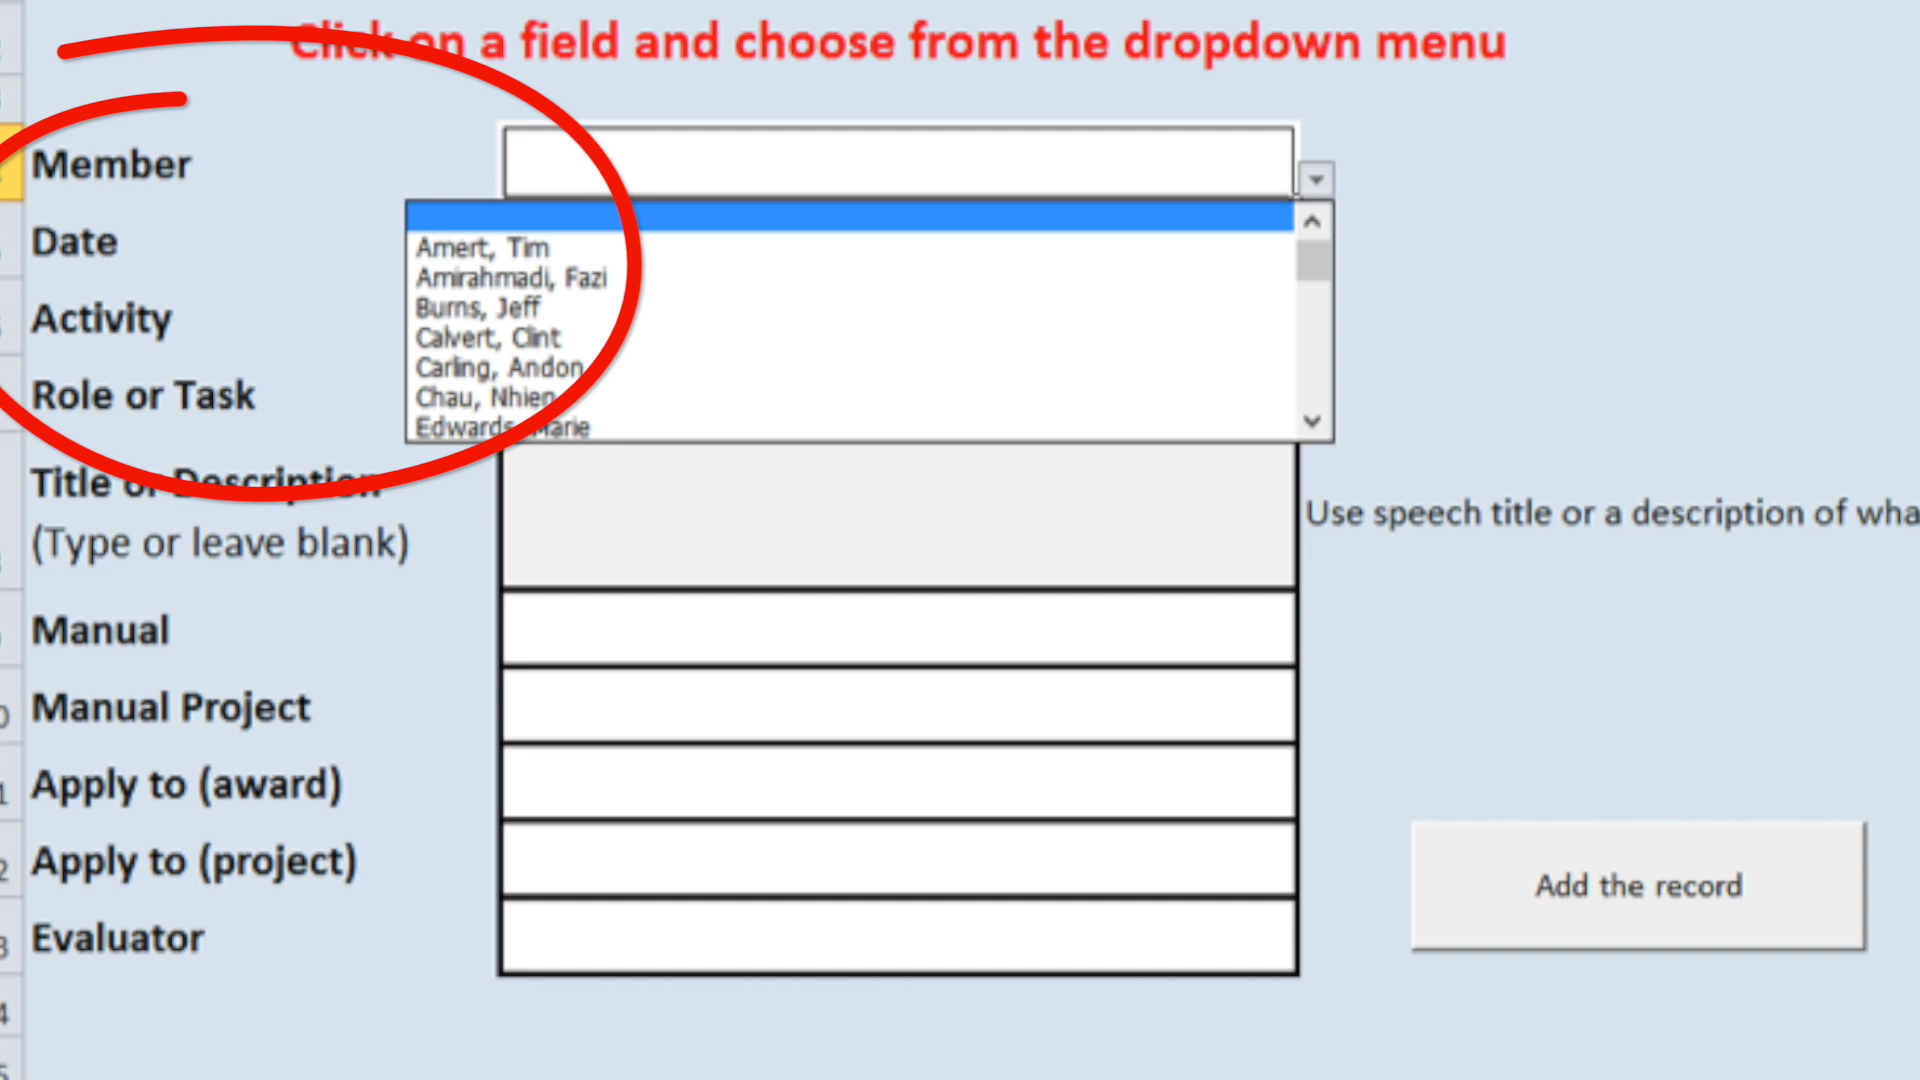 Click on a field and choose from the dropdown menu
Member
Date
Amert, Tim
Amirahmadi, Fazi
Burns, Jeff
Activity
Calvert, Clint
Carling, Andon
Role or Task
Chau, Nhien
Edwards, Marie
Title or Description
(Type or leave blank)
Use speech title or a description of wha
Manual
Manual Project
Apply to (award)
Apply to (project)
Add the record
Evaluator